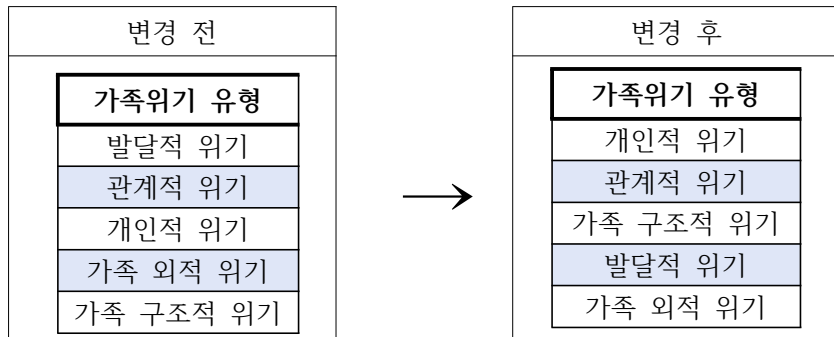 변경 전
가족위기 유형
발달적 위기
관계적 위기
개인적 위기
가족 외적 위기
가족 구조적 위기
변경 후
가족위기 유형
개인적 위기
관계적 위기
가족 구조적 위기
발달적 위기
가족 외적 위기